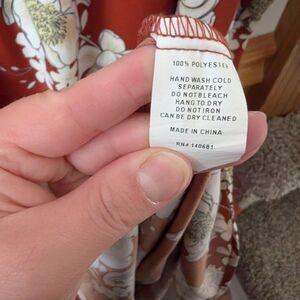 100% POLYESTER
HAND WASH COLD
SEPARATELY
DO NOT BLEACH
HANG TO DRY
DO NOT IRON
CAN BE DRY CLEANED
MADE IN CHINA
RN# 140681